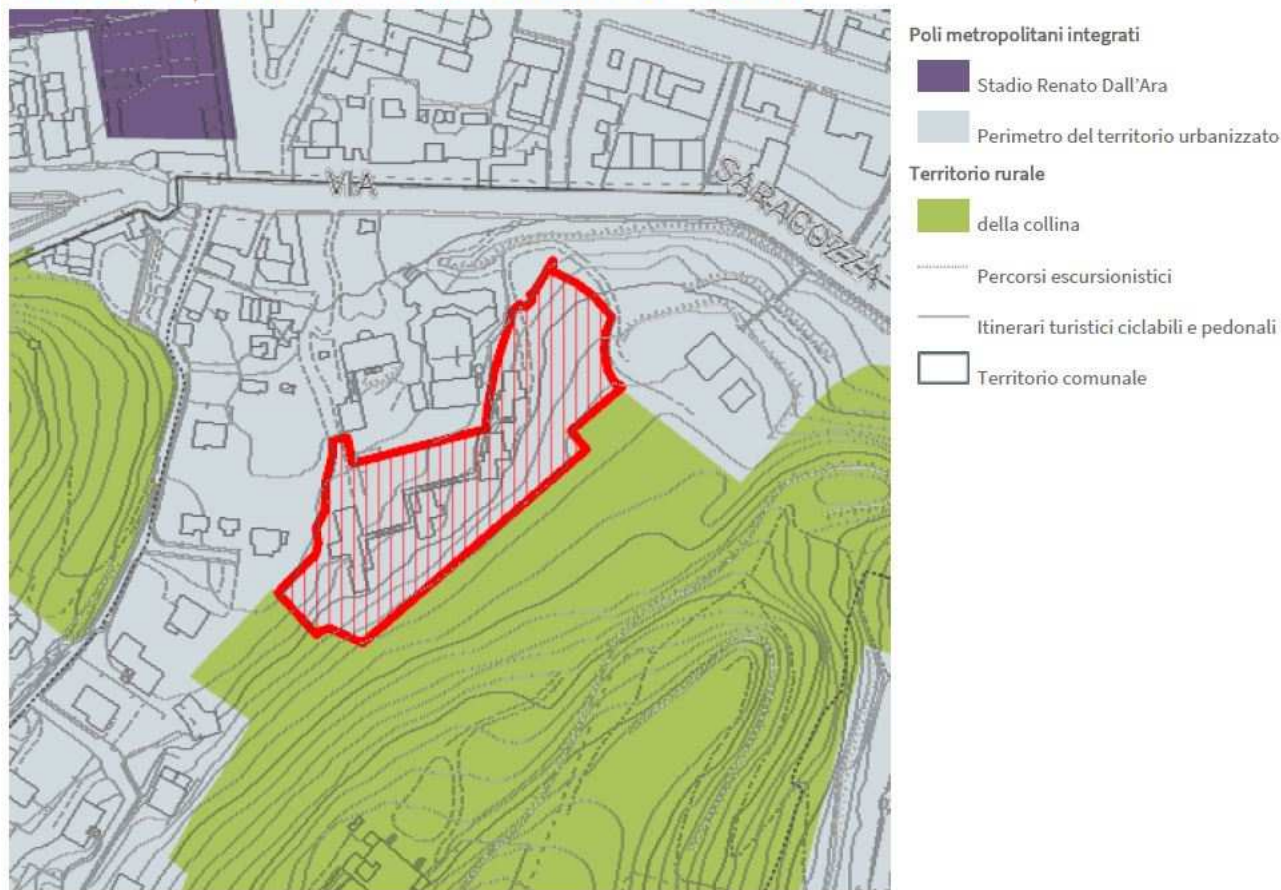 VIA
SARAGOZZA
Poli metropolitani integrati
Stadio Renato Dall'Ara
Perimetro del territorio urbanizzato
Territorio rurale
della collina
Percorsi escursionistici
Itinerari turistici ciclabili e pedonali
Territorio comunale